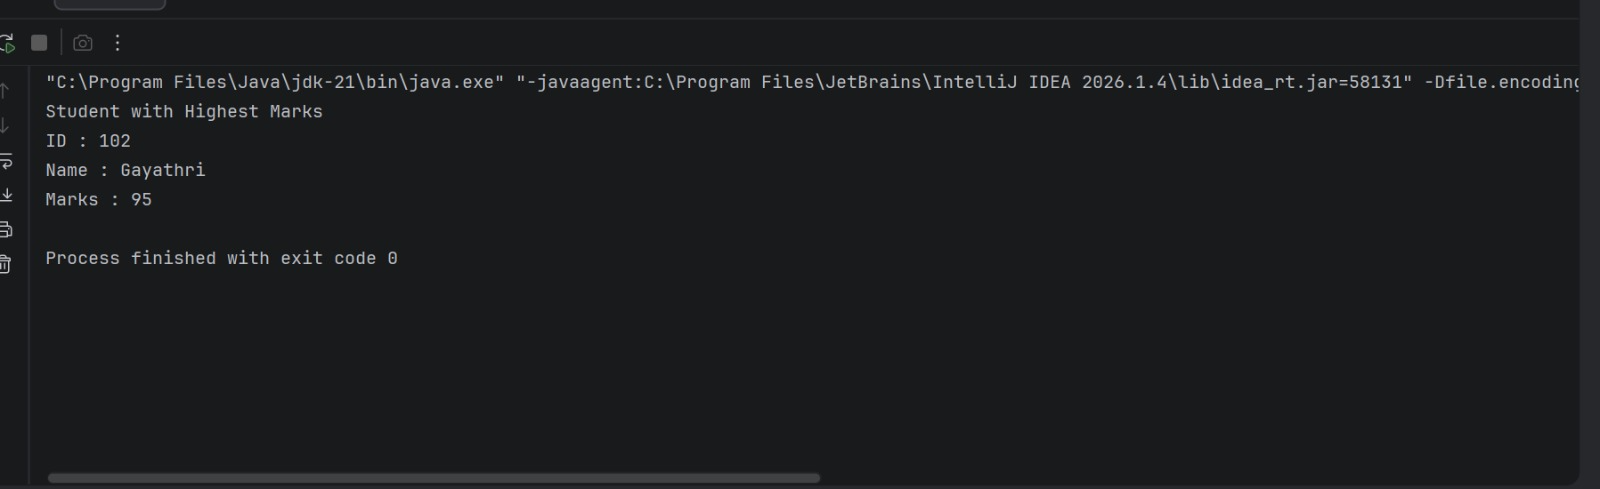 "C:\Program Files\Java\jdk-21\bin\java.exe" "-javaagent:C:\Program Files\JetBrains\IntelliJ IDEA 2026.1.4\lib\idea_rt.jar=58131" -Dfile.encoding
Student with Highest Marks
ID : 102
Name : Gayathri
Marks : 95
Process finished with exit code 0